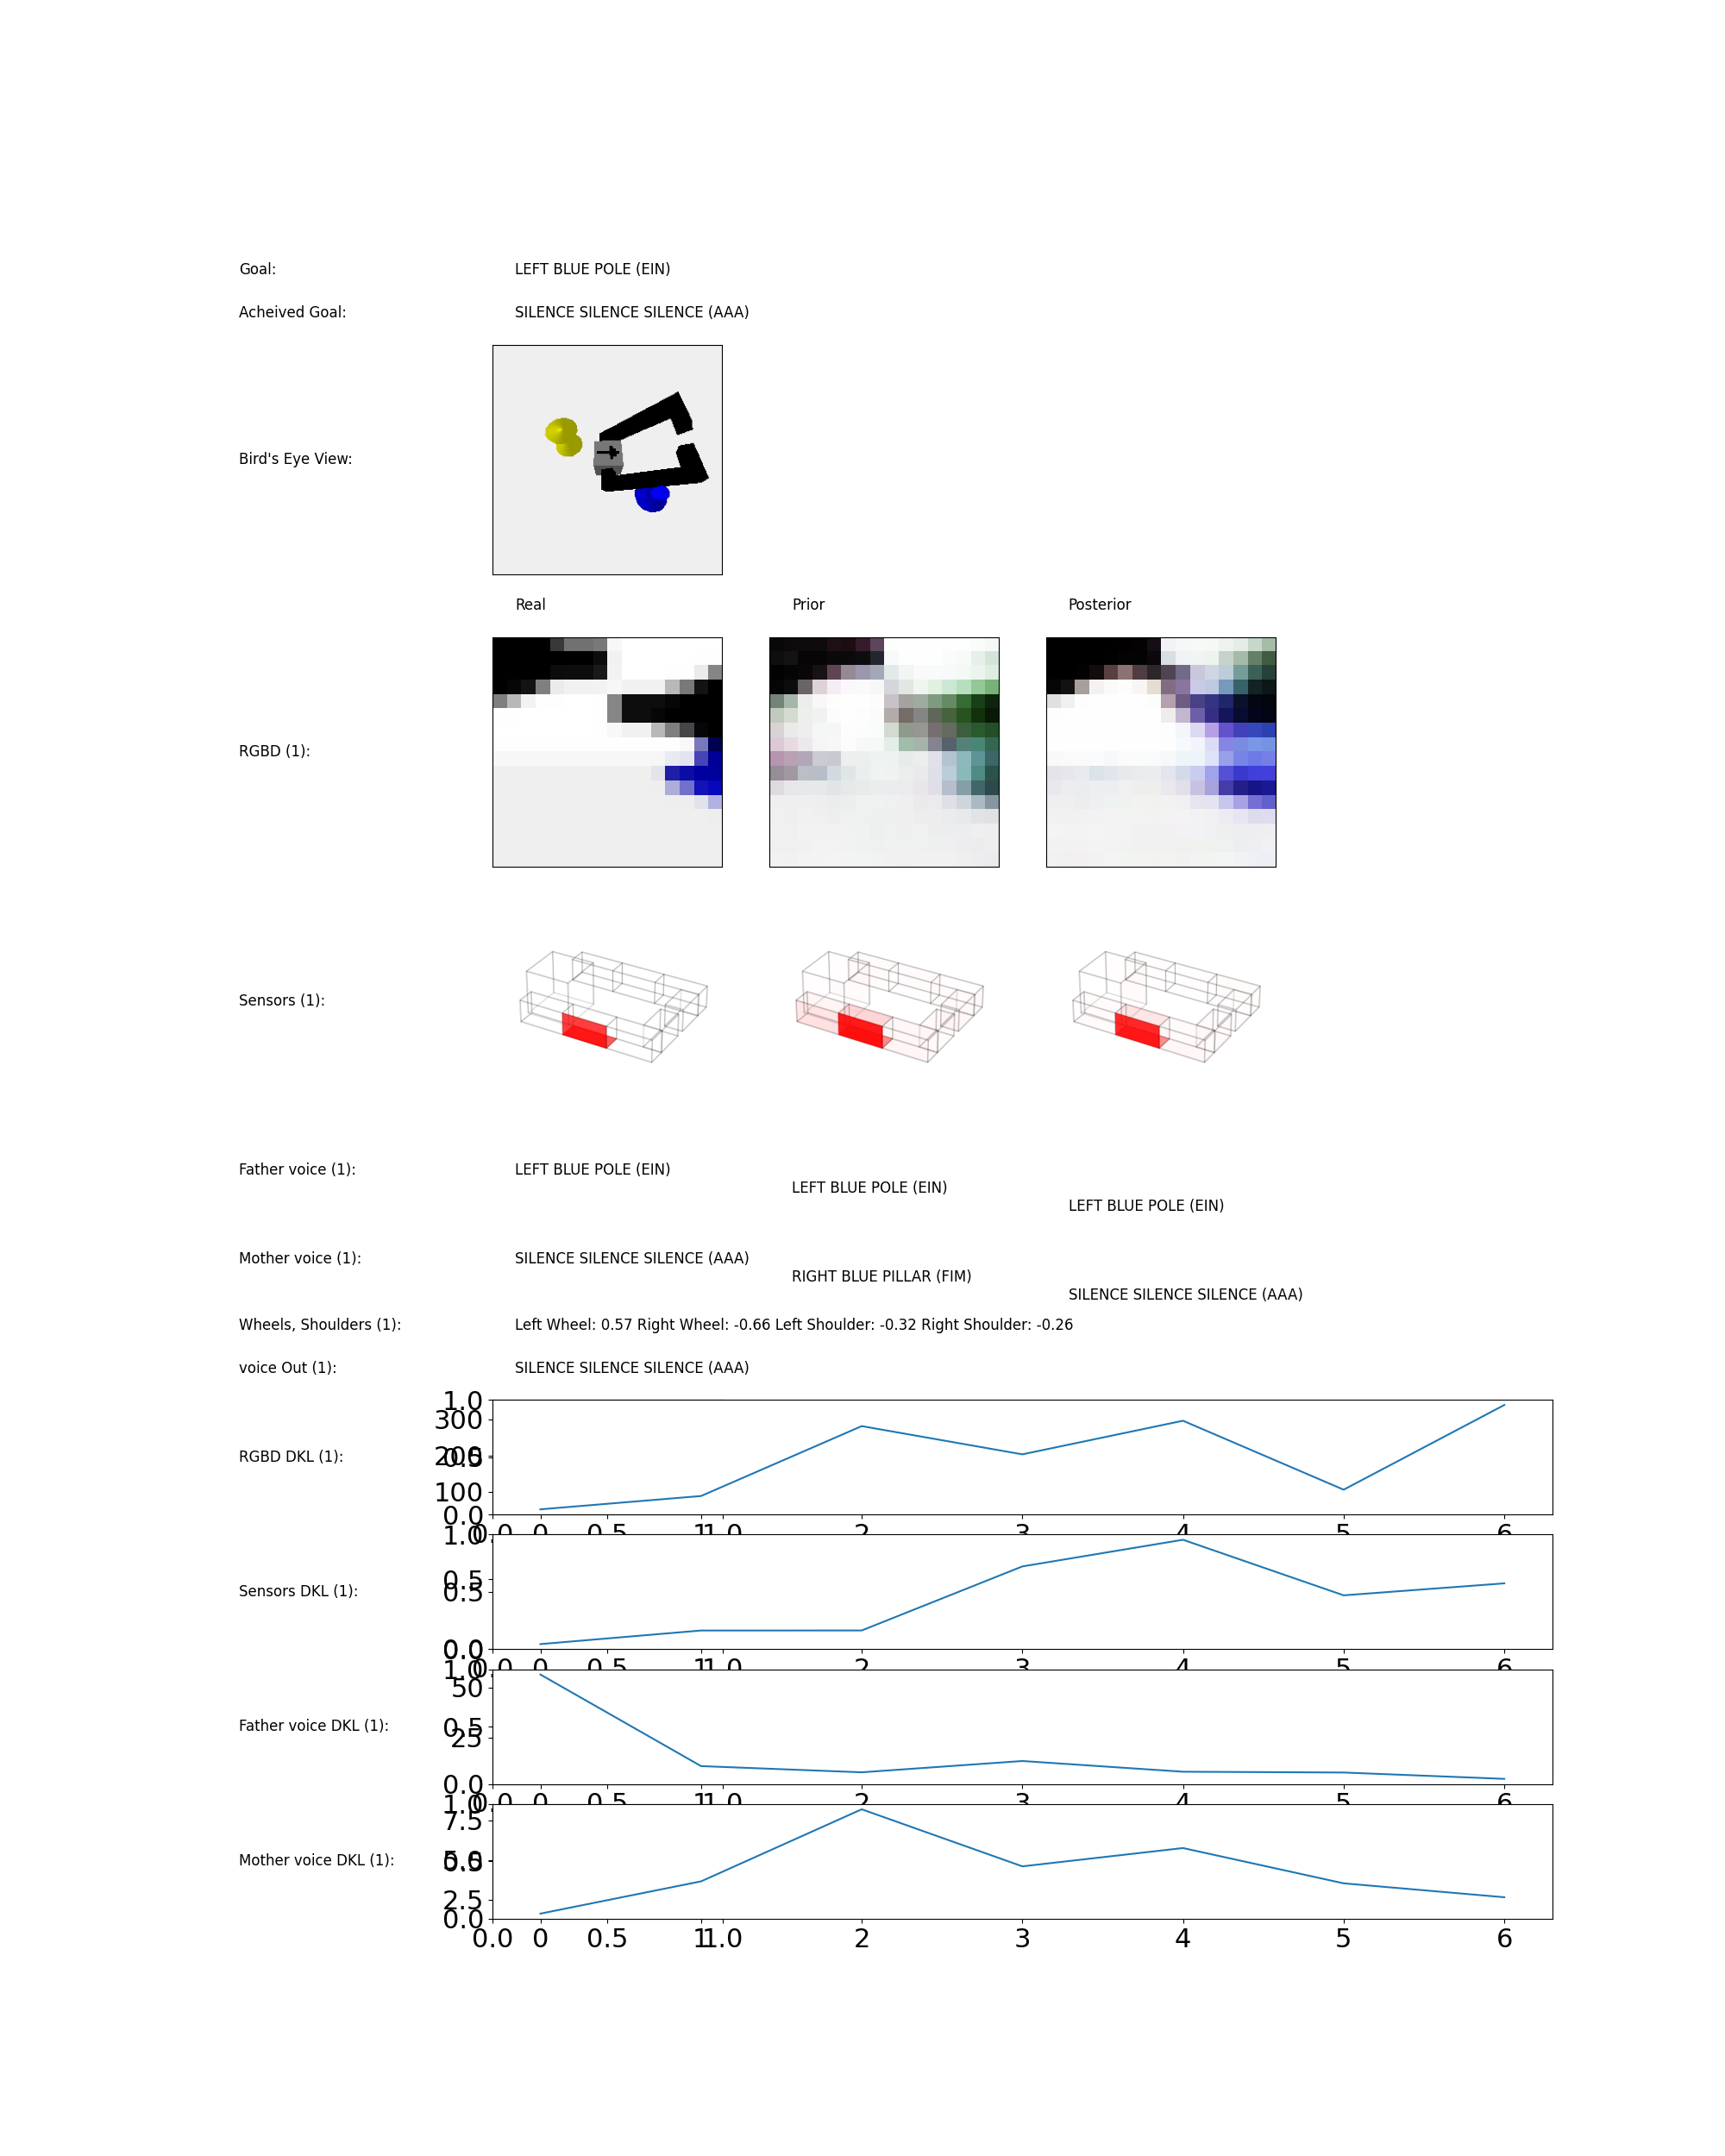 Goal: LEFT BLUE POLE (EIN)
Acheived Goal: SILENCE SILENCE SILENCE (AAA)
Bird's Eye View:
Real Prior Posterior
RGBD (1):
Sensors (1):
Father voice (1): LEFT BLUE POLE (EIN)
LEFT BLUE POLE (EIN)
LEFT BLUE POLE (EIN)
Mother voice (1): SILENCE SILENCE SILENCE (AAA)
RIGHT BLUE PILLAR (FIM)
SILENCE SILENCE SILENCE (AAA)
Wheels, Shoulders (1): Left Wheel: 0.57 Right Wheel: -0.66 Left Shoulder: -0.32 Right Shoulder: -0.26
voice Out (1): SILENCE SILENCE SILENCE (AAA)
1.0
300
RGBD DKL (1): 200 0.5
100
0.0
0.0 0 0.5 1 1.0 2 3 4 5 6
1.0
0.5
Sensors DKL (1): 0.5
0.0 0.0
0.0 0 0.5 1 1.0 2 3 4 5 6
1.0
50
Father voice DKL (1): 0.5
25
0.0
0.0 0 0.5 1 1.0 2 3 4 5 6
1.0
7.5
Mother voice DKL (1): 5.0 0.5
2.5
0.0
0.0 0 0.5 1 1.0 2 3 4 5 6